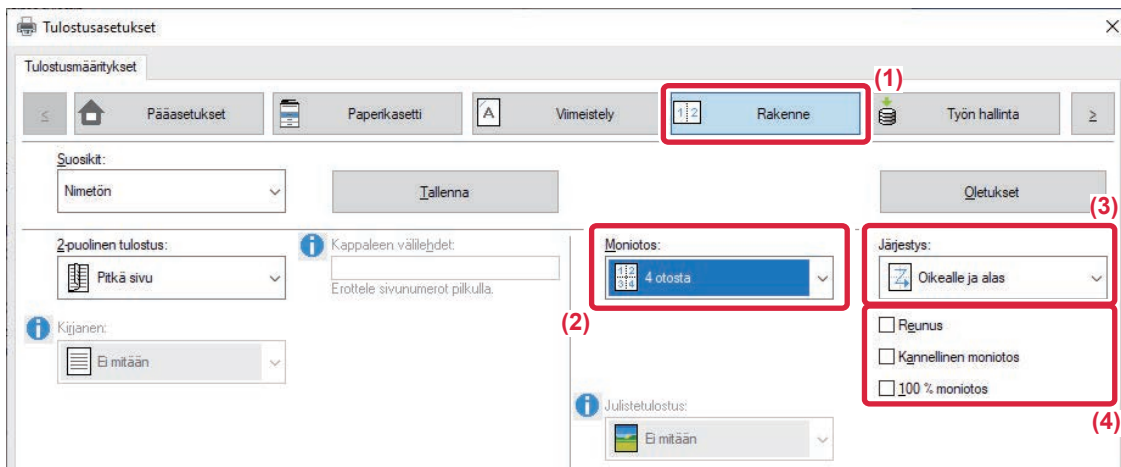 Tulostusasetukset
Tulostusmääritykset
(1)
Pääasetukset
Paperikasetti
Viimeistely
Rakenne
Työn hallinta
Suosikit:
Nimetön
Tallenna
Oletukset
(3)
2-puolinen tulostus:
Kappaleen välilehdet:
Moniotos:
Järjestys:
Pitkä sivu
Erottele sivunumerot pilkulla.
4 otosta
Oikealle ja alas
(2)
Kirjanen:
Reunus
Ei mitään
Kannellinen moniotos
100 % moniotos
(4)
Julistetulostus:
Ei mitään